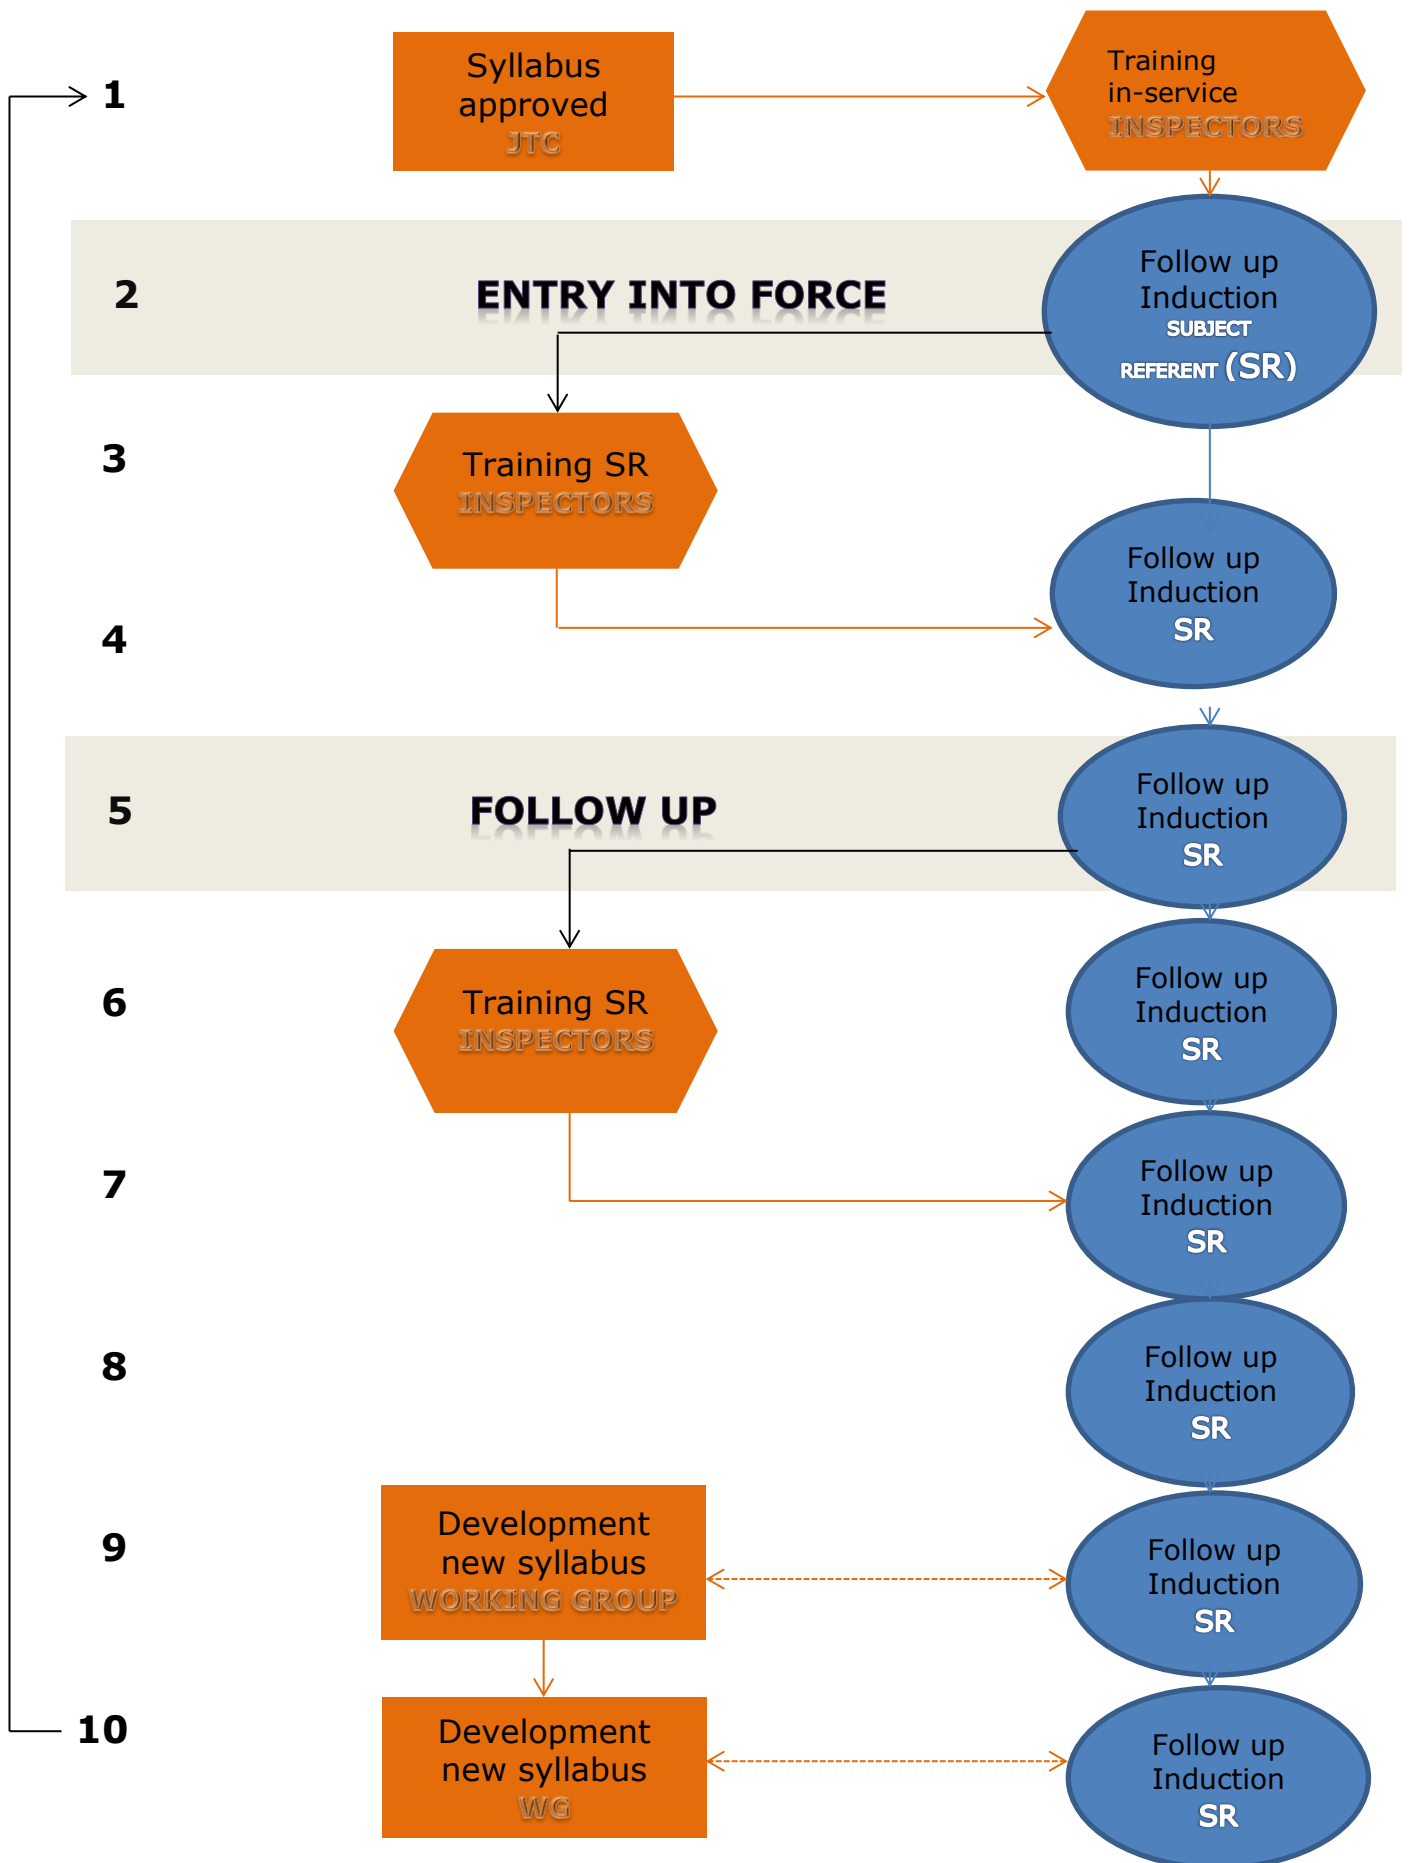 1
Syllabus
approved
JTC
Training
in-service
INSPECTORS
2
ENTRY INTO FORCE
Follow up
Induction
SUBJECT
REFERENT (SR)
3
Training SR
INSPECTORS
Follow up
Induction
SR
4
5
FOLLOW UP
Follow up
Induction
SR
6
Training SR
INSPECTORS
Follow up
Induction
SR
7
Follow up
Induction
SR
8
Follow up
Induction
SR
9
Development
new syllabus
WORKING GROUP
Follow up
Induction
SR
10
Development
new syllabus
WG
Follow up
Induction
SR